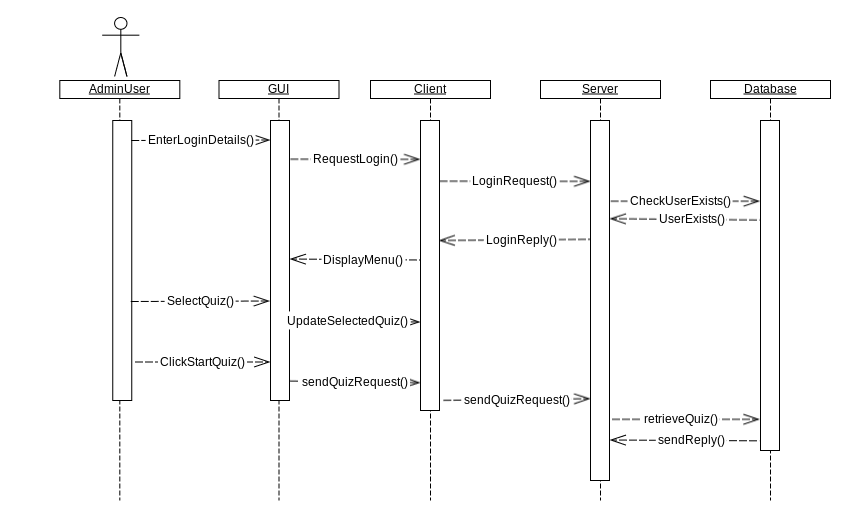 AdminUser
GUI
Client
Server
Database
EnterLoginDetails()
RequestLogin()
LoginRequest()
CheckUserExists()
UserExists()
LoginReply()
DisplayMenu()
SelectQuiz()
UpdateSelectedQuiz()
ClickStartQuiz()
sendQuizRequest()
sendQuizRequest()
retrieveQuiz()
sendReply()